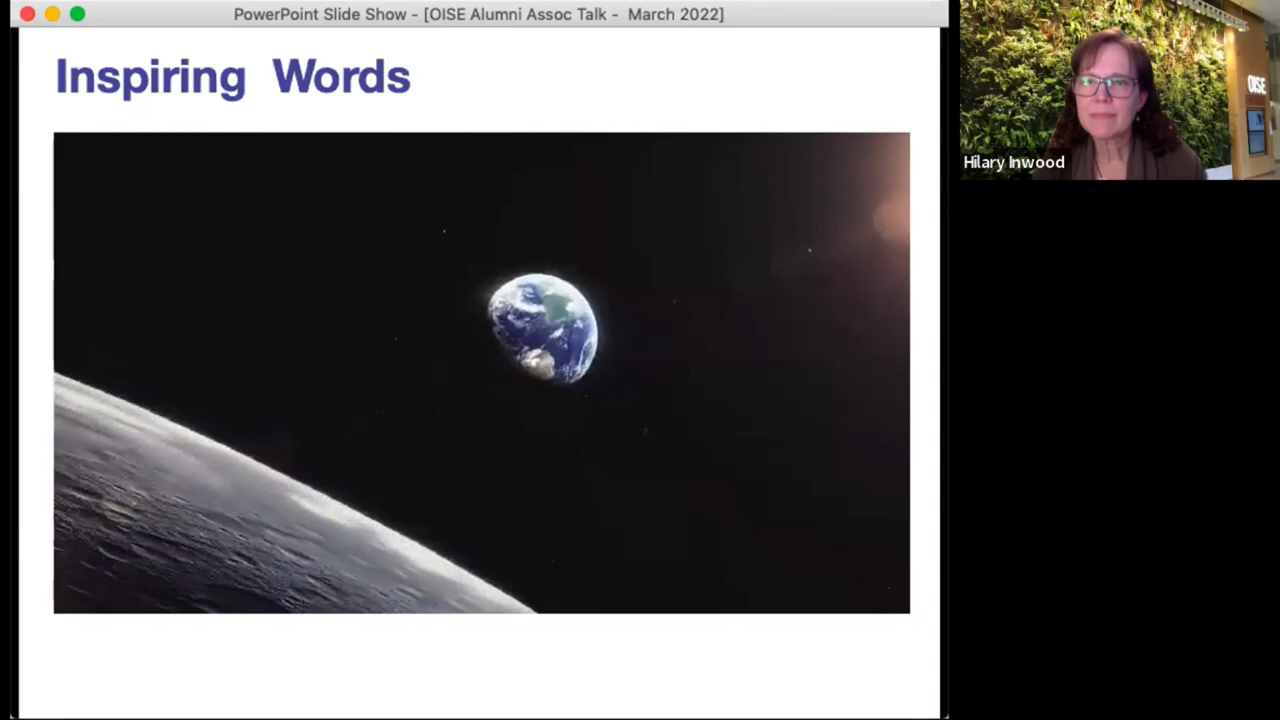 PowerPoint Slide Show - [OISE Alumni Assoc Talk - March 2022]
Inspiring Words
OISE
Hilary Inwood